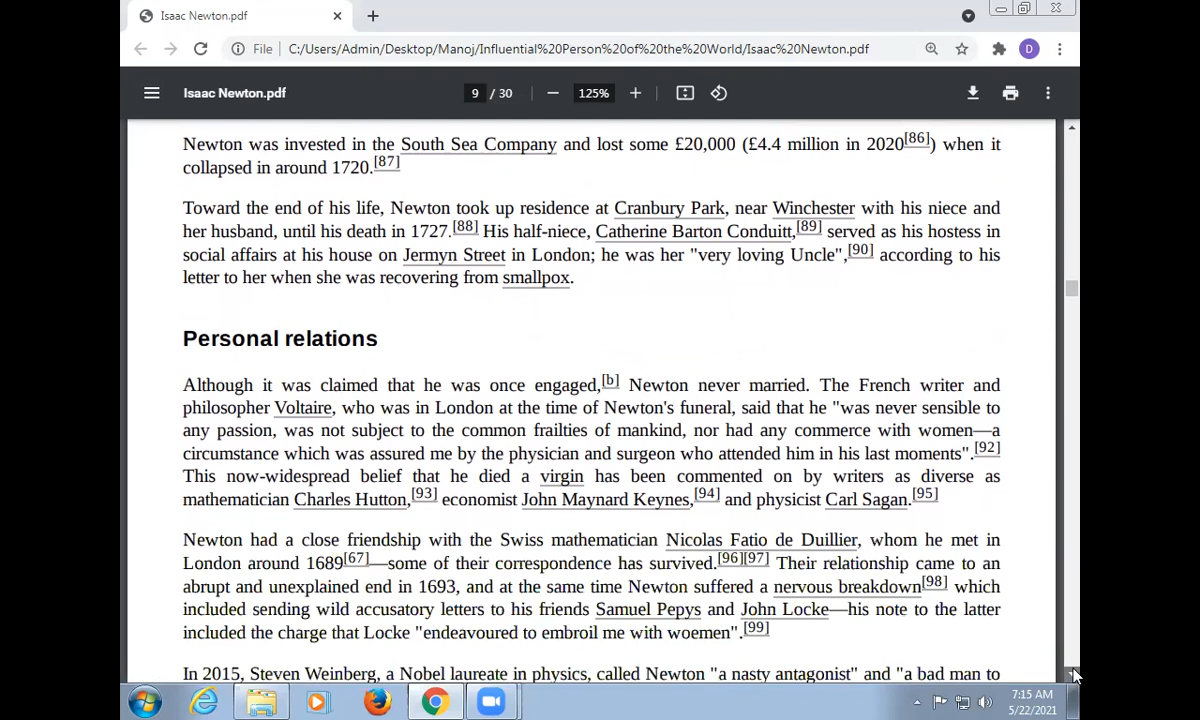 Isaac Newton.pdf
File C:/Users/Admin/Desktop/Manoj/Influential%20Person%20of%20the%20World/Isaac%20Newton.pdf
D
Isaac Newton.pdf
9 / 30
125%
Newton was invested in the South Sea Company and lost some £20,000 (£4.4 million in 2020[86]) when it
collapsed in around 1720.[87]
Toward the end of his life, Newton took up residence at Cranbury Park, near Winchester with his niece and
her husband, until his death in 1727.[88] His half-niece, Catherine Barton Conduitt,[89] served as his hostess in
social affairs at his house on Jermyn Street in London; he was her "very loving Uncle",[90] according to his
letter to her when she was recovering from smallpox.
Personal relations
Although it was claimed that he was once engaged,[b] Newton never married. The French writer and
philosopher Voltaire, who was in London at the time of Newton's funeral, said that he "was never sensible to
any passion, was not subject to the common frailties of mankind, nor had any commerce with women—a
circumstance which was assured me by the physician and surgeon who attended him in his last moments".[92]
This now-widespread belief that he died a virgin has been commented on by writers as diverse as
mathematician Charles Hutton,[93] economist John Maynard Keynes,[94] and physicist Carl Sagan.[95]
Newton had a close friendship with the Swiss mathematician Nicolas Fatio de Duillier, whom he met in
London around 1689[67]—some of their correspondence has survived.[96][97] Their relationship came to an
abrupt and unexplained end in 1693, and at the same time Newton suffered a nervous breakdown[98] which
included sending wild accusatory letters to his friends Samuel Pepys and John Locke—his note to the latter
included the charge that Locke "endeavoured to embroil me with woemen".[99]
In 2015, Steven Weinberg, a Nobel laureate in physics, called Newton "a nasty antagonist" and "a bad man to
7:15 AM
5/22/2021